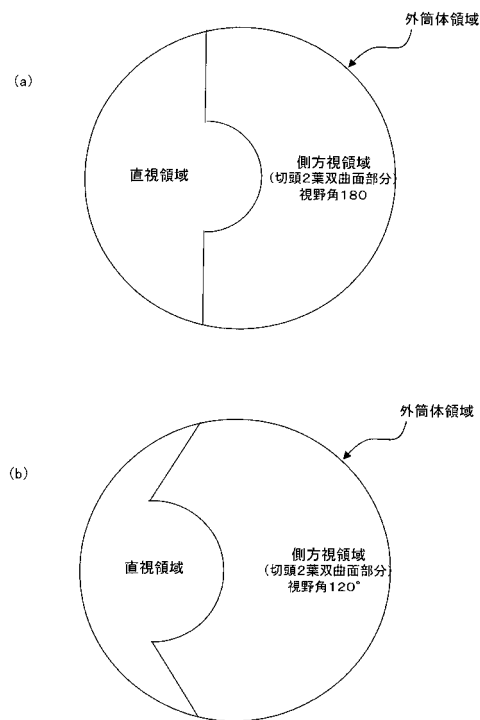 外筒体領域
(a)
直視領域
側方視領域
(切頭2葉双曲面部分)
視野角180
外筒体領域
(b)
直視領域
側方視領域
(切頭2葉双曲面部分)
視野角120°